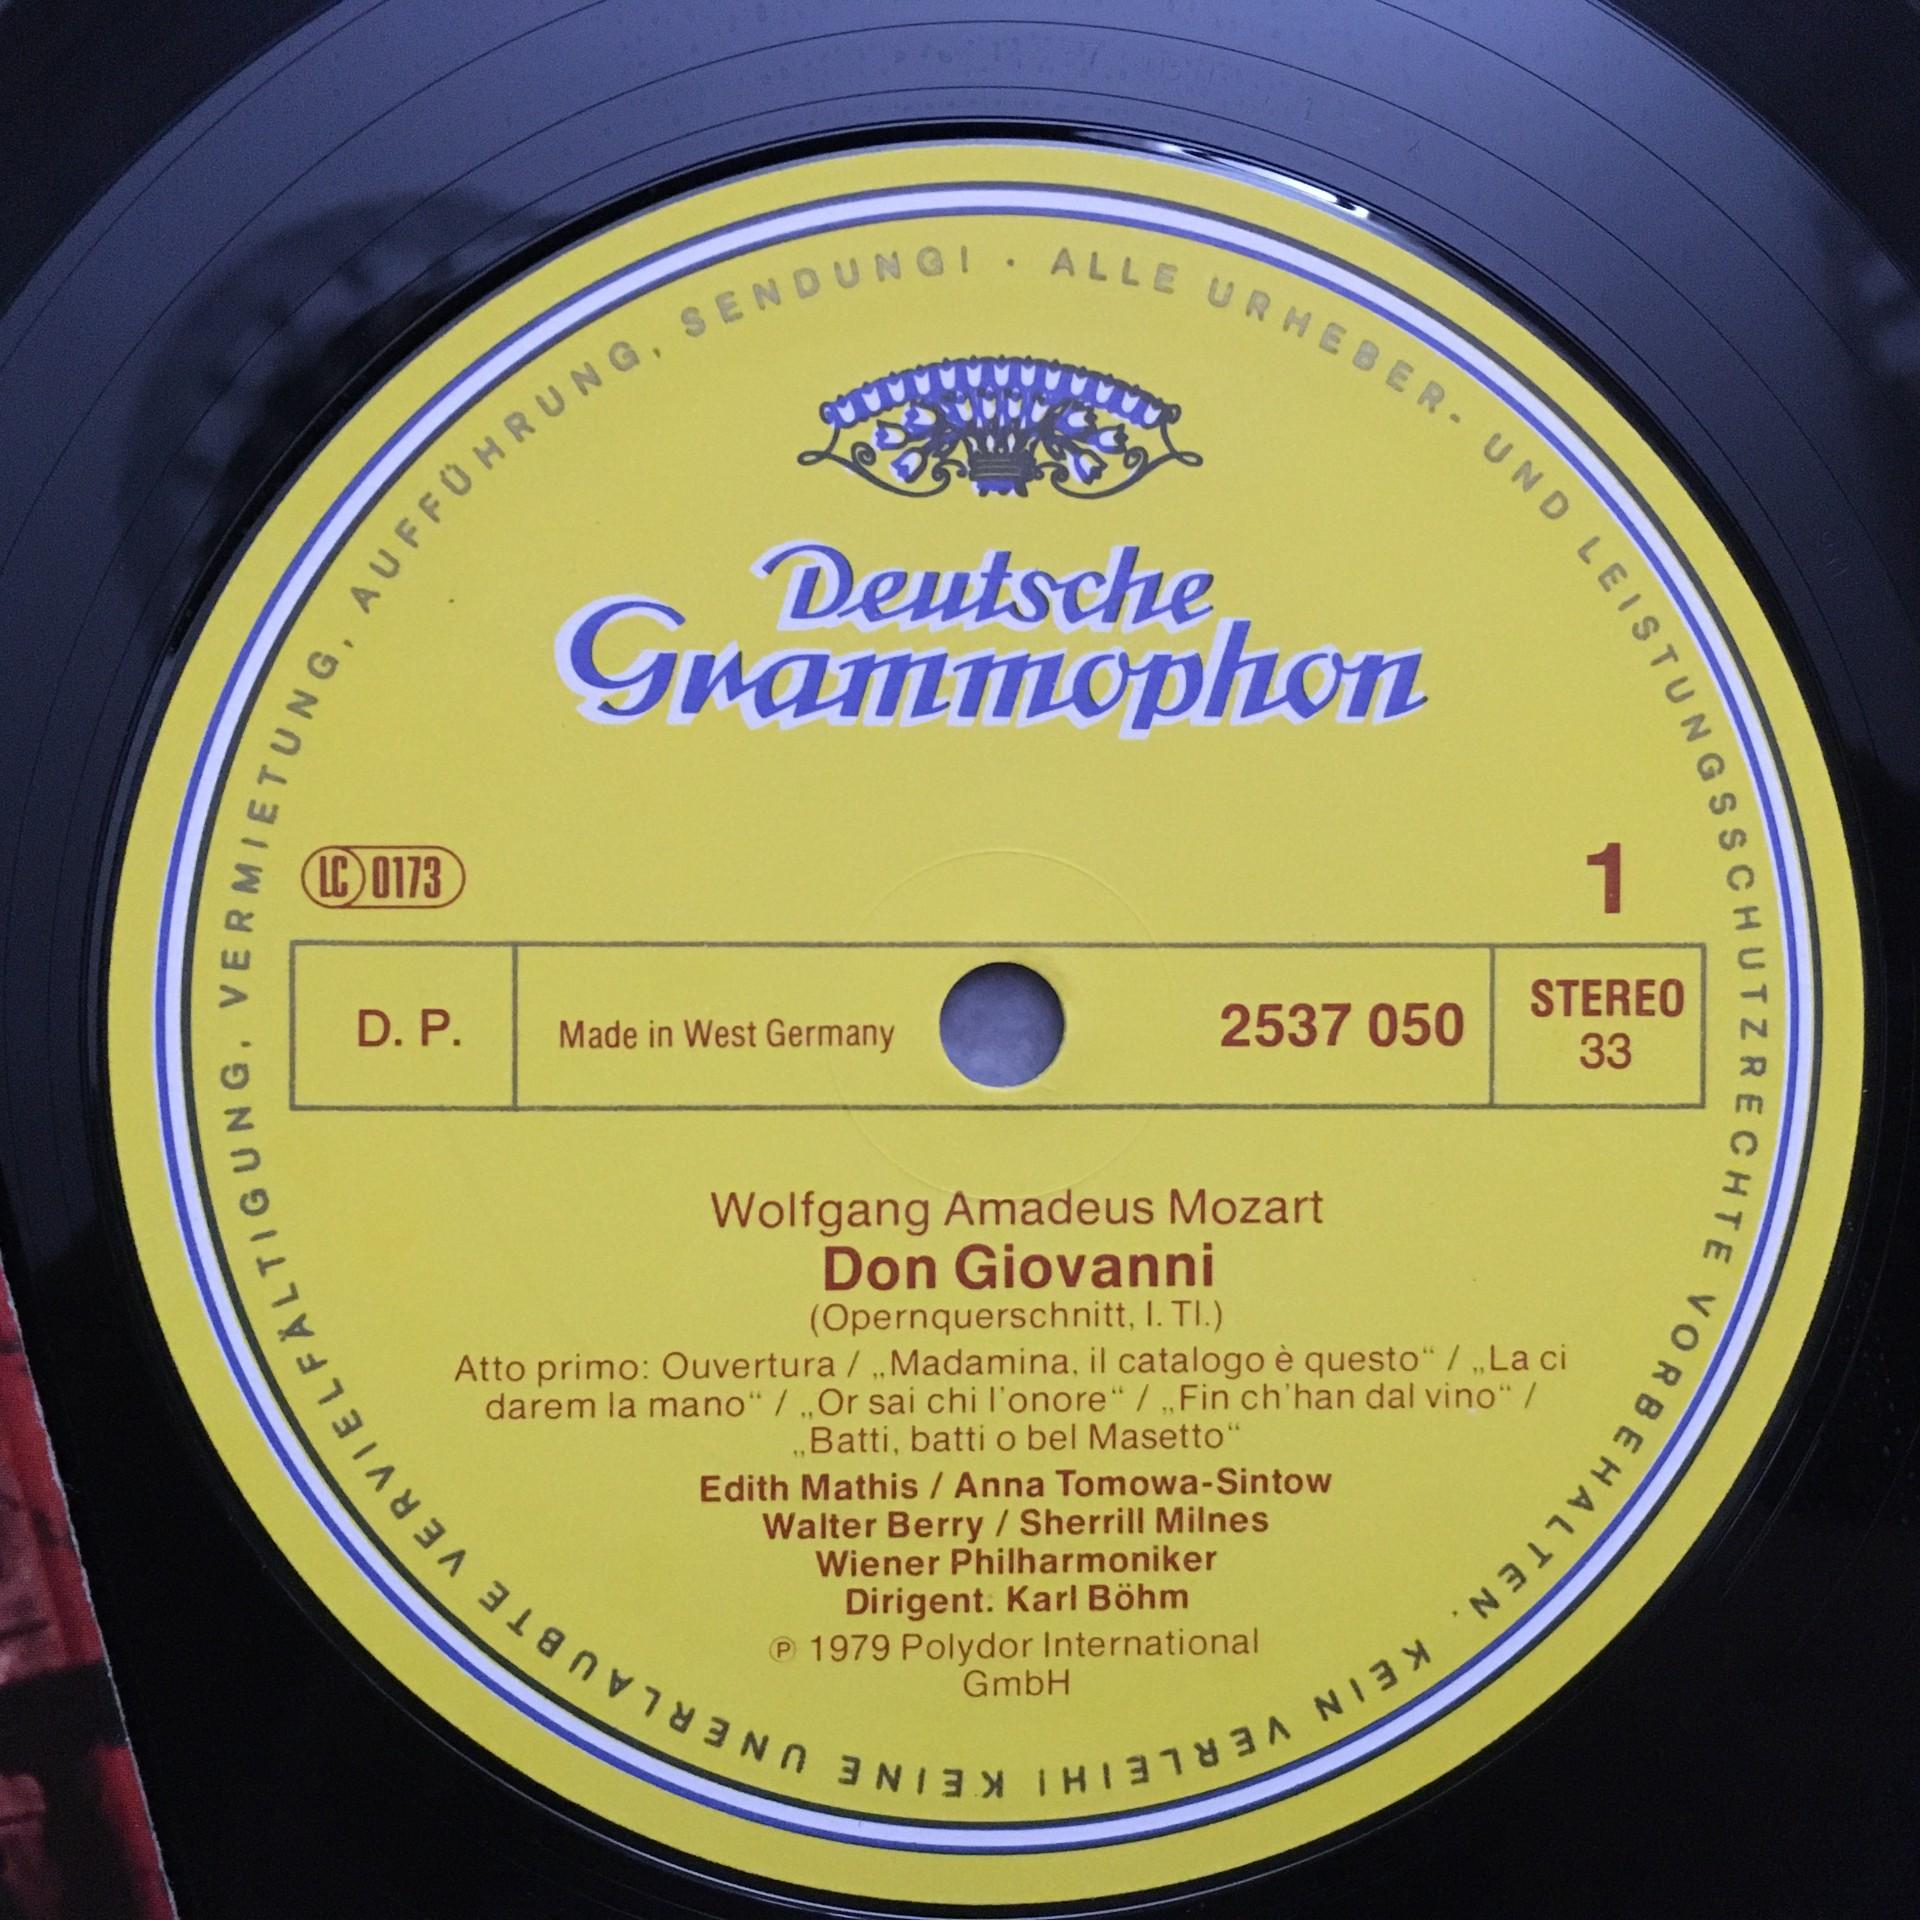 ALLE URHEBER- UND LEISTUNGSSCHUTZRECHTE VORBEHALTEN. KEIN VERLEIH! KEINE UNERLAUBTE VERVIELFÄLTIGUNG, VERMIETUNG, AUFFÜHRUNG, SENDUNG! ·
Deutsche
Grammophon
LC 0173
1
D. P.
Made in West Germany
2537 050
STEREO
33
Wolfgang Amadeus Mozart
Don Giovanni
(Opernquerschnitt, I. Tl.)
Atto primo: Ouvertura / „Madamina, il catalogo è questo“ / „La ci
darem la mano“ / „Or sai chi l'onore“ / „Fin ch'han dal vino“ /
„Batti, batti o bel Masetto“
Edith Mathis / Anna Tomowa-Sintow
Walter Berry / Sherrill Milnes
Wiener Philharmoniker
Dirigent: Karl Böhm
℗ 1979 Polydor International
GmbH